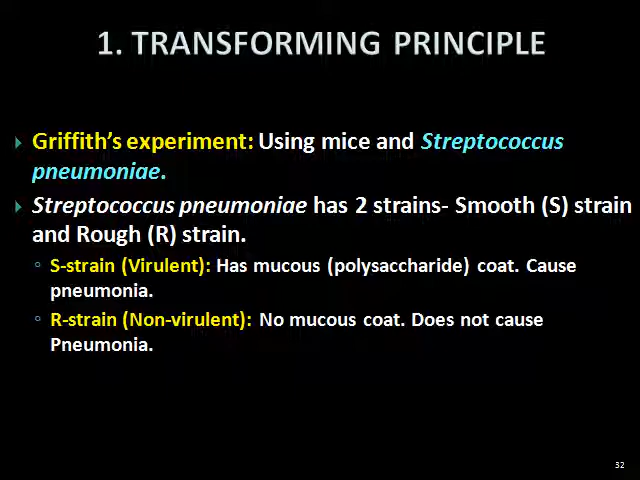 1. TRANSFORMING PRINCIPLE
Griffith's experiment: Using mice and Streptococcus
pneumoniae.
Streptococcus pneumoniae has 2 strains- Smooth (S) strain
and Rough (R) strain.
S-strain (Virulent): Has mucous (polysaccharide) coat. Cause
pneumonia.
R-strain (Non-virulent): No mucous coat. Does not cause
Pneumonia.
32